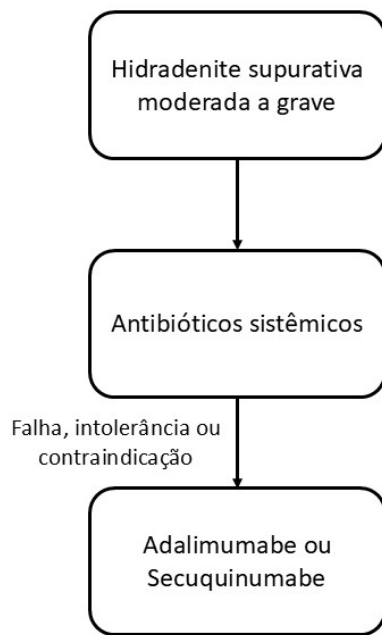 Hidradenite supurativa
moderada a grave
Antibióticos sistêmicos
Falha, intolerância ou
contraindicação
Adalimumabe ou
Secuquinumabe